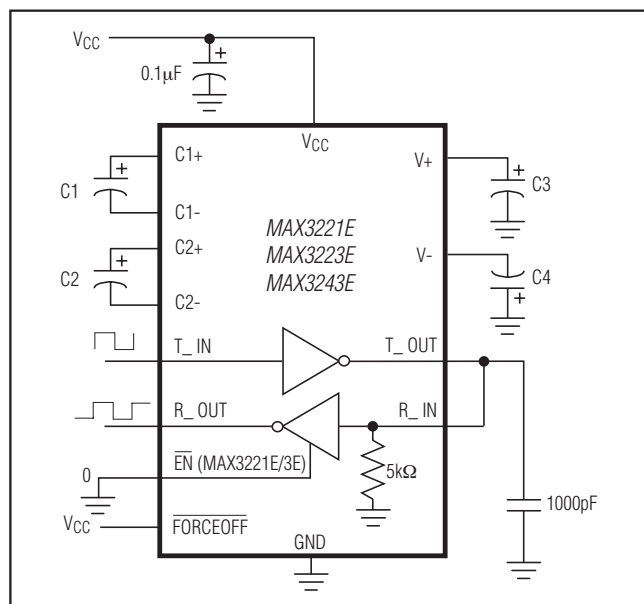 VCC
0.1μF
VCC
C1+
V+
C1
C3
C1-
MAX3221E
C2+
MAX3223E
V-
C2
MAX3243E
C4
C2-
T_ IN
T_ OUT
R_ OUT
R_ IN
EN (MAX3221E/3E)
0
5kΩ
1000pF
VCC
FORCEOFF
GND